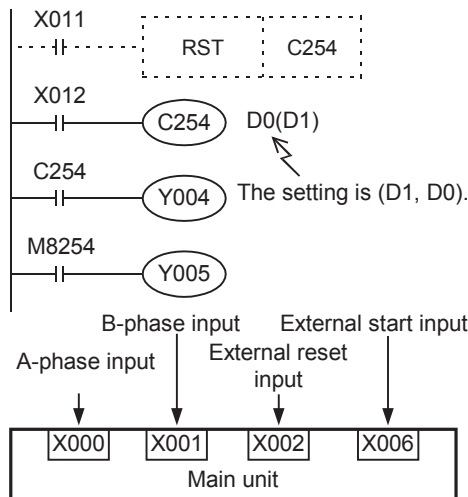 X011
RST C254
X012
C254 D0(D1)
C254
The setting is (D1, D0).
Y004
M8254
Y005
B-phase input External start input
A-phase input External reset
input
X000 X001 X002 X006
Main unit